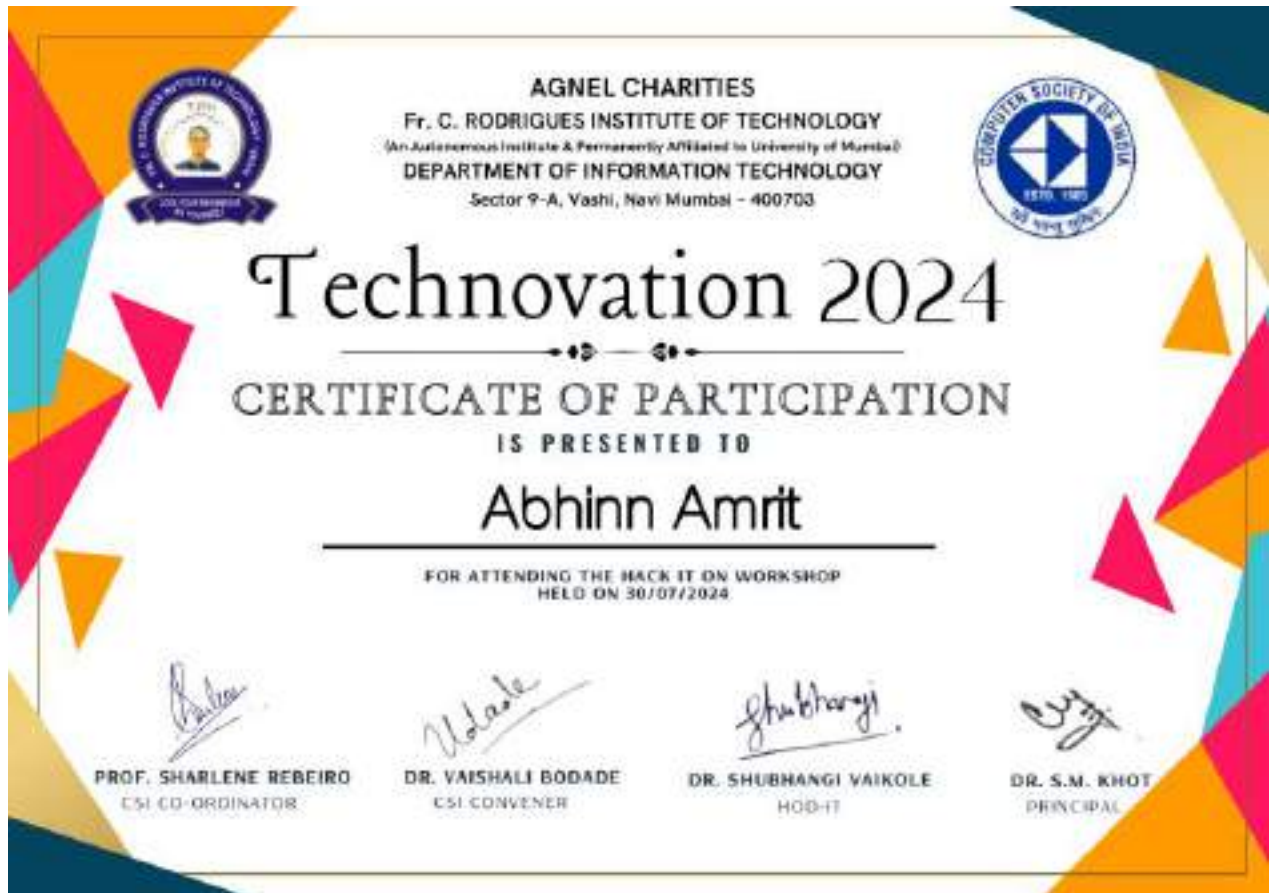 AGNEL CHARITIES
Fr. C. RODRIGUES INSTITUTE OF TECHNOLOGY
(An Autonomous Institute & Permanently Affiliated to University of Mumbai)
DEPARTMENT OF INFORMATION TECHNOLOGY
Sector 9-A, Vashi, Navi Mumbai - 400703
COMPUTER SOCIETY OF INDIA
ESTD. 1965
Technovation 2024
CERTIFICATE OF PARTICIPATION
IS PRESENTED TO
Abhinn Amrit
FOR ATTENDING THE HACK IT ON WORKSHOP
HELD ON 30/07/2024
Shubhangi
PROF. SHARLENE REBEIRO
CSI CO-ORDINATOR
DR. VAISHALI BODADE
CSI CONVENER
DR. SHUBHANGI VAIKOLE
HOD-IT
DR. S.M. KHOT
PRINCIPAL